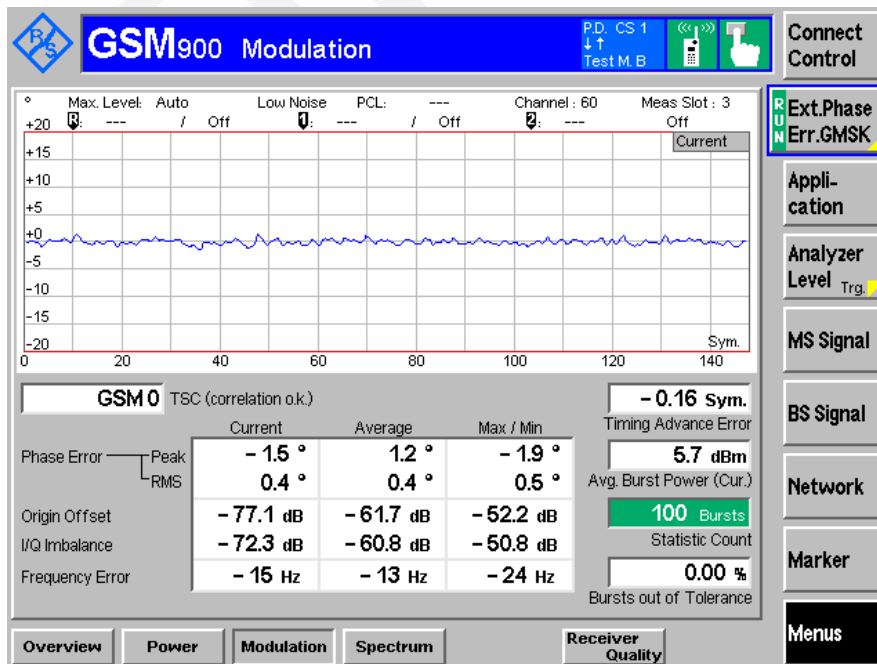 R&S
GSM900 Modulation
P.D. CS 1
↓↑
Test M. B
Connect
Control
° Max. Level: Auto Low Noise PCL: --- Channel : 60 Meas Slot : 3
R: --- / Off 1: --- / Off 2: --- Off
Current
+20
+15
+10
+5
+0
-5
-10
-15
-20
Sym.
0 20 40 60 80 100 120 140
RUN
Ext.Phase
Err.GMSK
Appli-
cation
Analyzer
Level Trg.
MS Signal
BS Signal
Network
Marker
Menus
GSM 0 TSC (correlation o.k.)
– 0.16 Sym.
Timing Advance Error
Current Average Max / Min
Phase Error Peak – 1.5 ° 1.2 ° – 1.9 °
RMS 0.4 ° 0.4 ° 0.5 °
5.7 dBm
Avg. Burst Power (Cur.)
Origin Offset – 77.1 dB – 61.7 dB – 52.2 dB
I/Q Imbalance – 72.3 dB – 60.8 dB – 50.8 dB
Frequency Error – 15 Hz – 13 Hz – 24 Hz
100 Bursts
Statistic Count
0.00 %
Bursts out of Tolerance
Overview Power Modulation Spectrum
Receiver
Quality